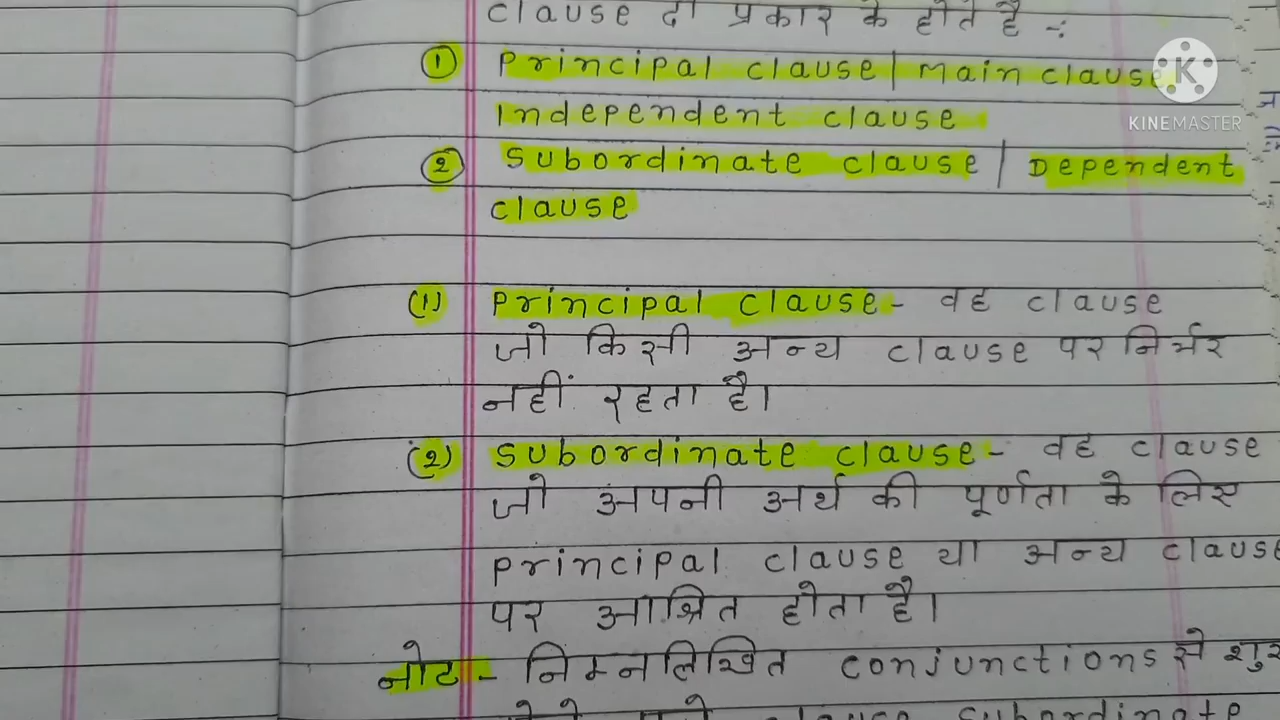 clause दो प्रकार के होते है -:
① Principal clause | Main clause
Independent clause
② Subordinate clause | Dependent
clause
(1) Principal clause - वह clause
जो किसी अन्य clause पर निर्भर
नहीं रहता है।
(2) Subordinate clause - वह clause
जो अपनी अर्थ की पूर्णता के लिए
principal clause या अन्य clause
पर आश्रित होता है।
नोट - निम्नलिखित conjunctions से शुरू
clause subordinate
K
KINEMASTER